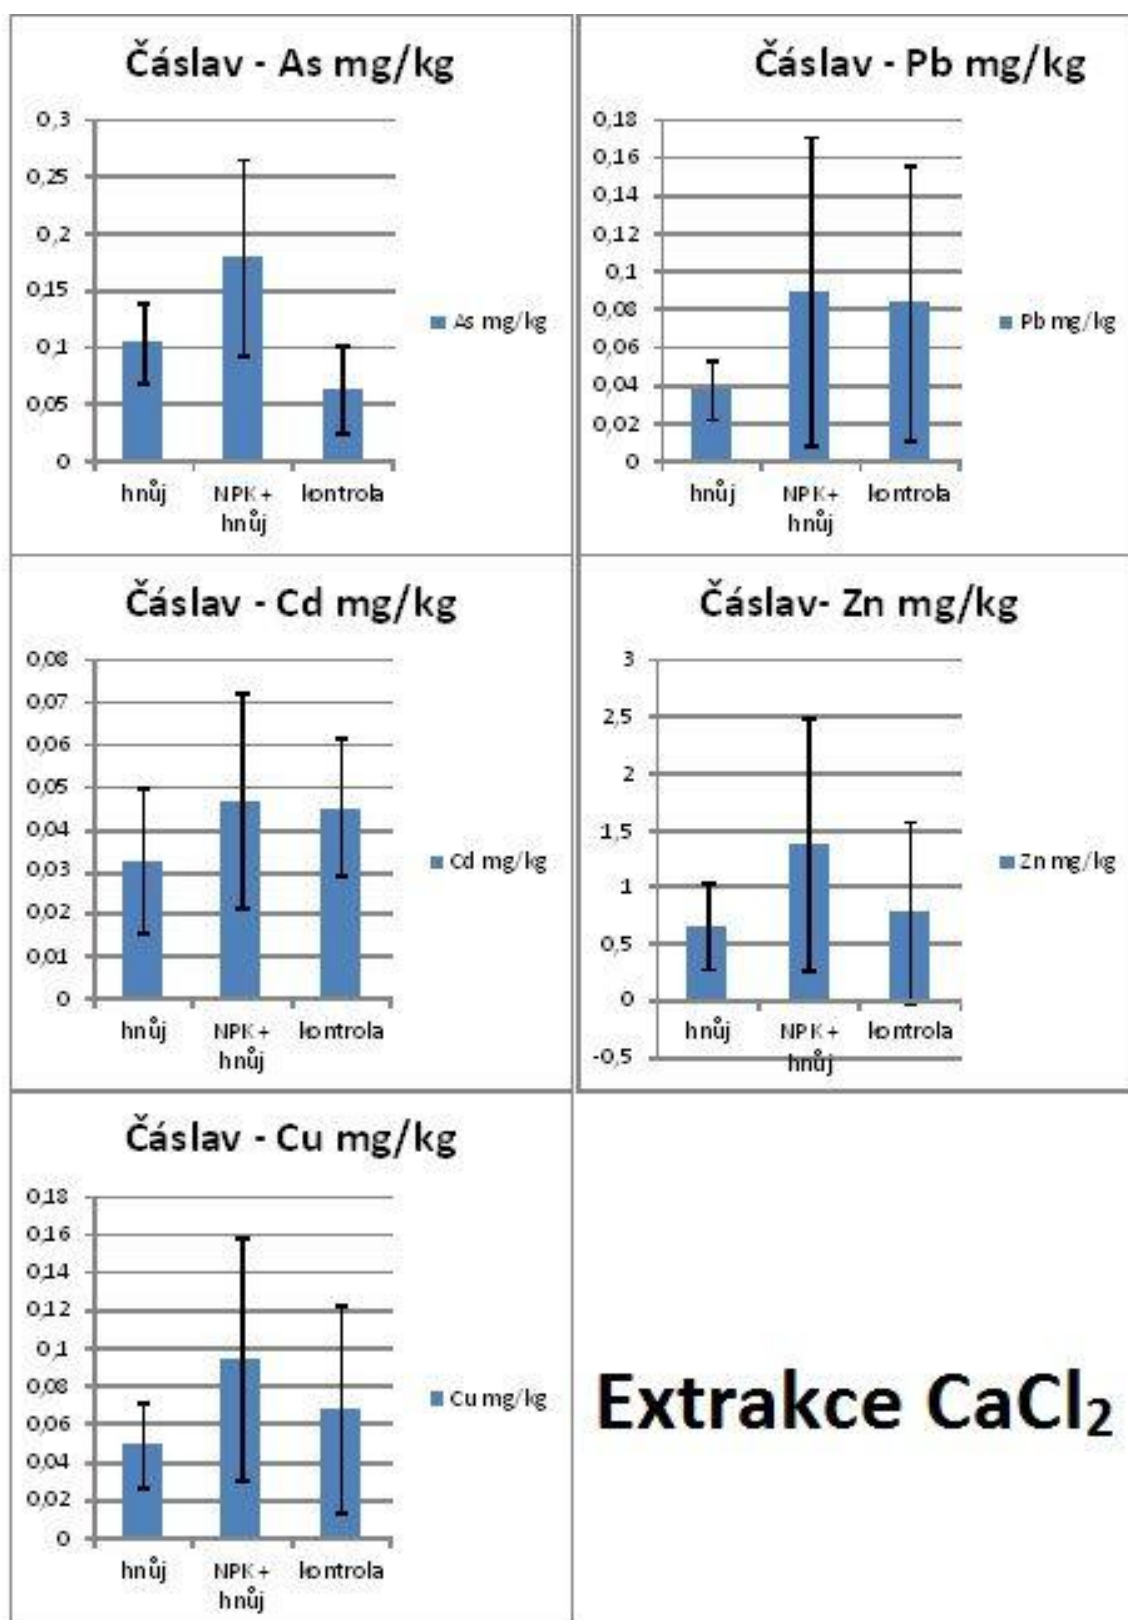 Čáslav - As mg/kg
0,3
0,25
0,2
0,15
0,1
0,05
0
hnůj
NPK +
hnůj
kontrola
As mg/kg
Čáslav - Pb mg/kg
0,18
0,16
0,14
0,12
0,1
0,08
0,06
0,04
0,02
0
hnůj
NPK +
hnůj
kontrola
Pb mg/kg
Čáslav - Cd mg/kg
0,08
0,07
0,06
0,05
0,04
0,03
0,02
0,01
0
hnůj
NPK +
hnůj
kontrola
Cd mg/kg
Čáslav- Zn mg/kg
3
2,5
2
1,5
1
0,5
0
-0,5
hnůj
NPK +
hnůj
kontrola
Zn mg/kg
Čáslav - Cu mg/kg
0,18
0,16
0,14
0,12
0,1
0,08
0,06
0,04
0,02
0
hnůj
NPK +
hnůj
kontrola
Cu mg/kg
Extrakce CaCl₂